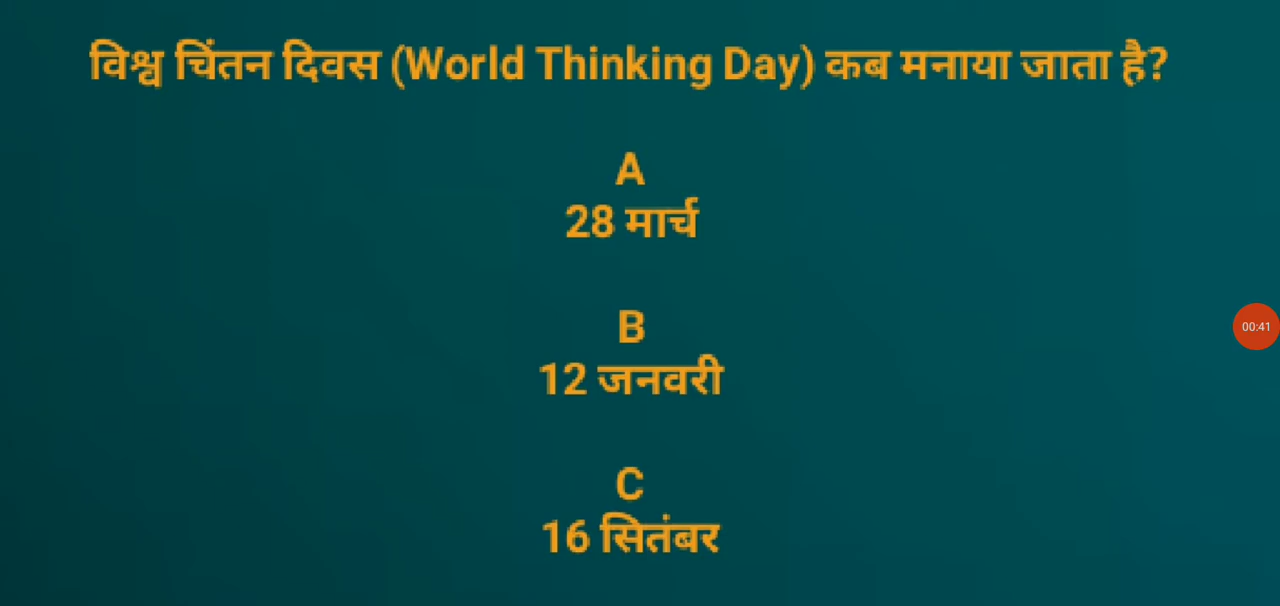 विश्व चिंतन दिवस (World Thinking Day) कब मनाया जाता है?
A
28 मार्च
B
12 जनवरी
00:41
C
16 सितंबर